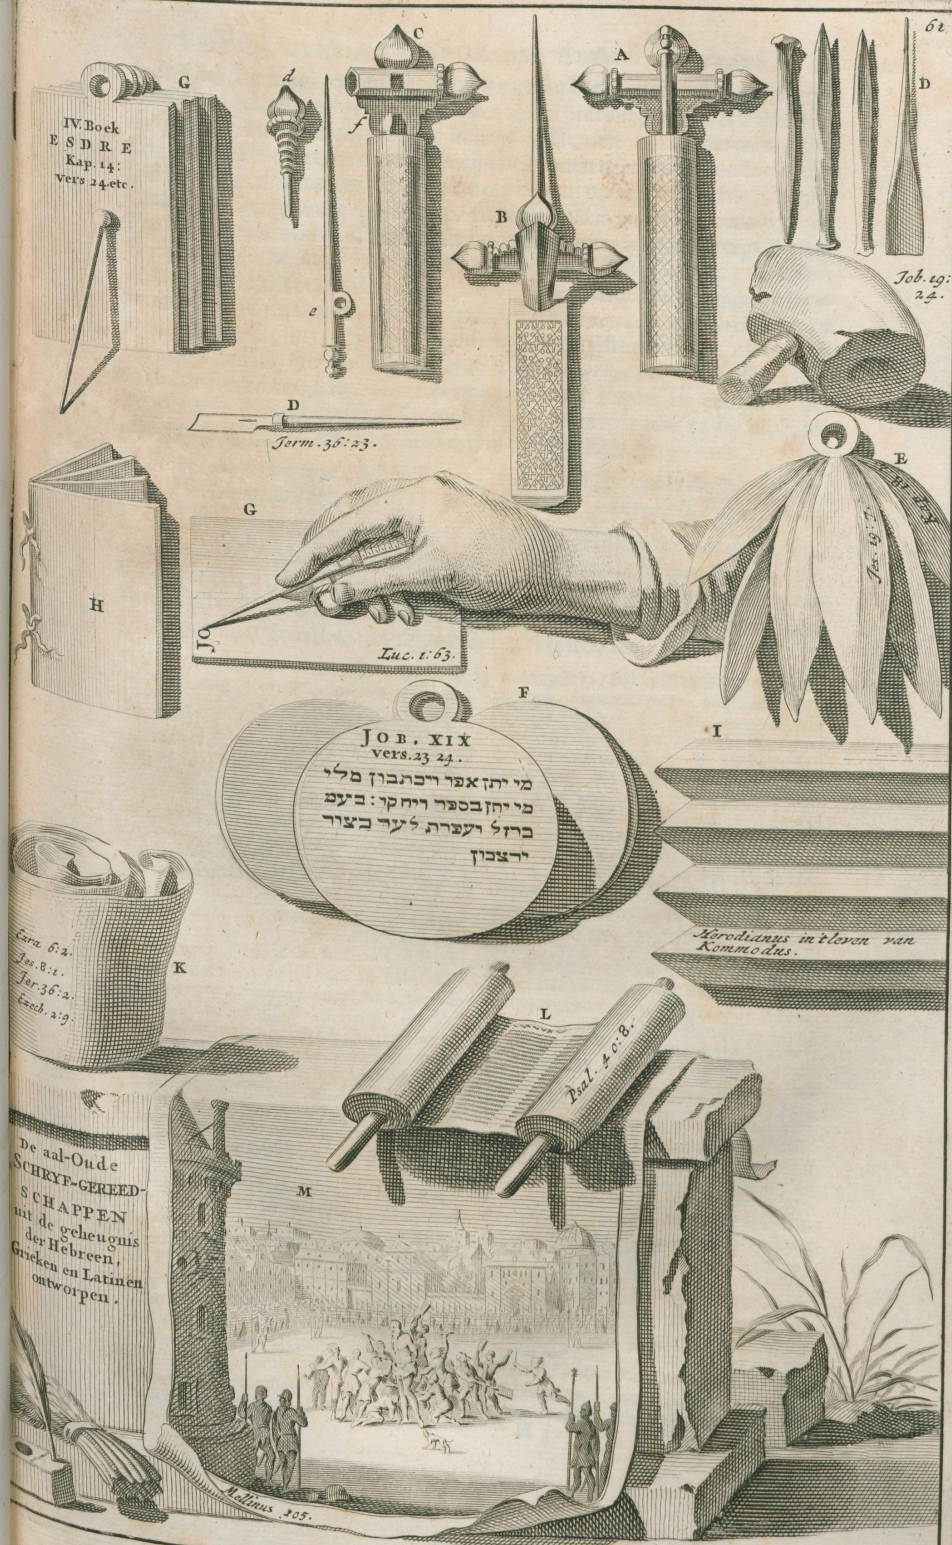 61
G
IV. Boek
ESDRE
Kap. 14:
vers 24 etc.
d
C
f
e
A
B
D
Job. 19:
24.
D
Jerm. 36:23.
E
Jes. 19:7.
G
H
JO
Luc. 1:63.
F
JOB. XIX
vers. 23 24.
מי יתן אפו ויכתבון מלי
מי יתן בספר ויחקו : בעט
ברזל ועפרת לעד בצור
יחצבון
I
Herodianus in 't leven van
Kommodus.
K
Ezra 6:2.
Jes. 8:1.
Jer. 36:2.
Ezech. 2:9.
L
Psal. 40:8.
M
De aal-Oude
SCHRYF-GEREED-
SCHAPPEN
uit de geheugnis
der Hebreen,
Grieken en Latinen
ontworpen.
Mellinus 205.